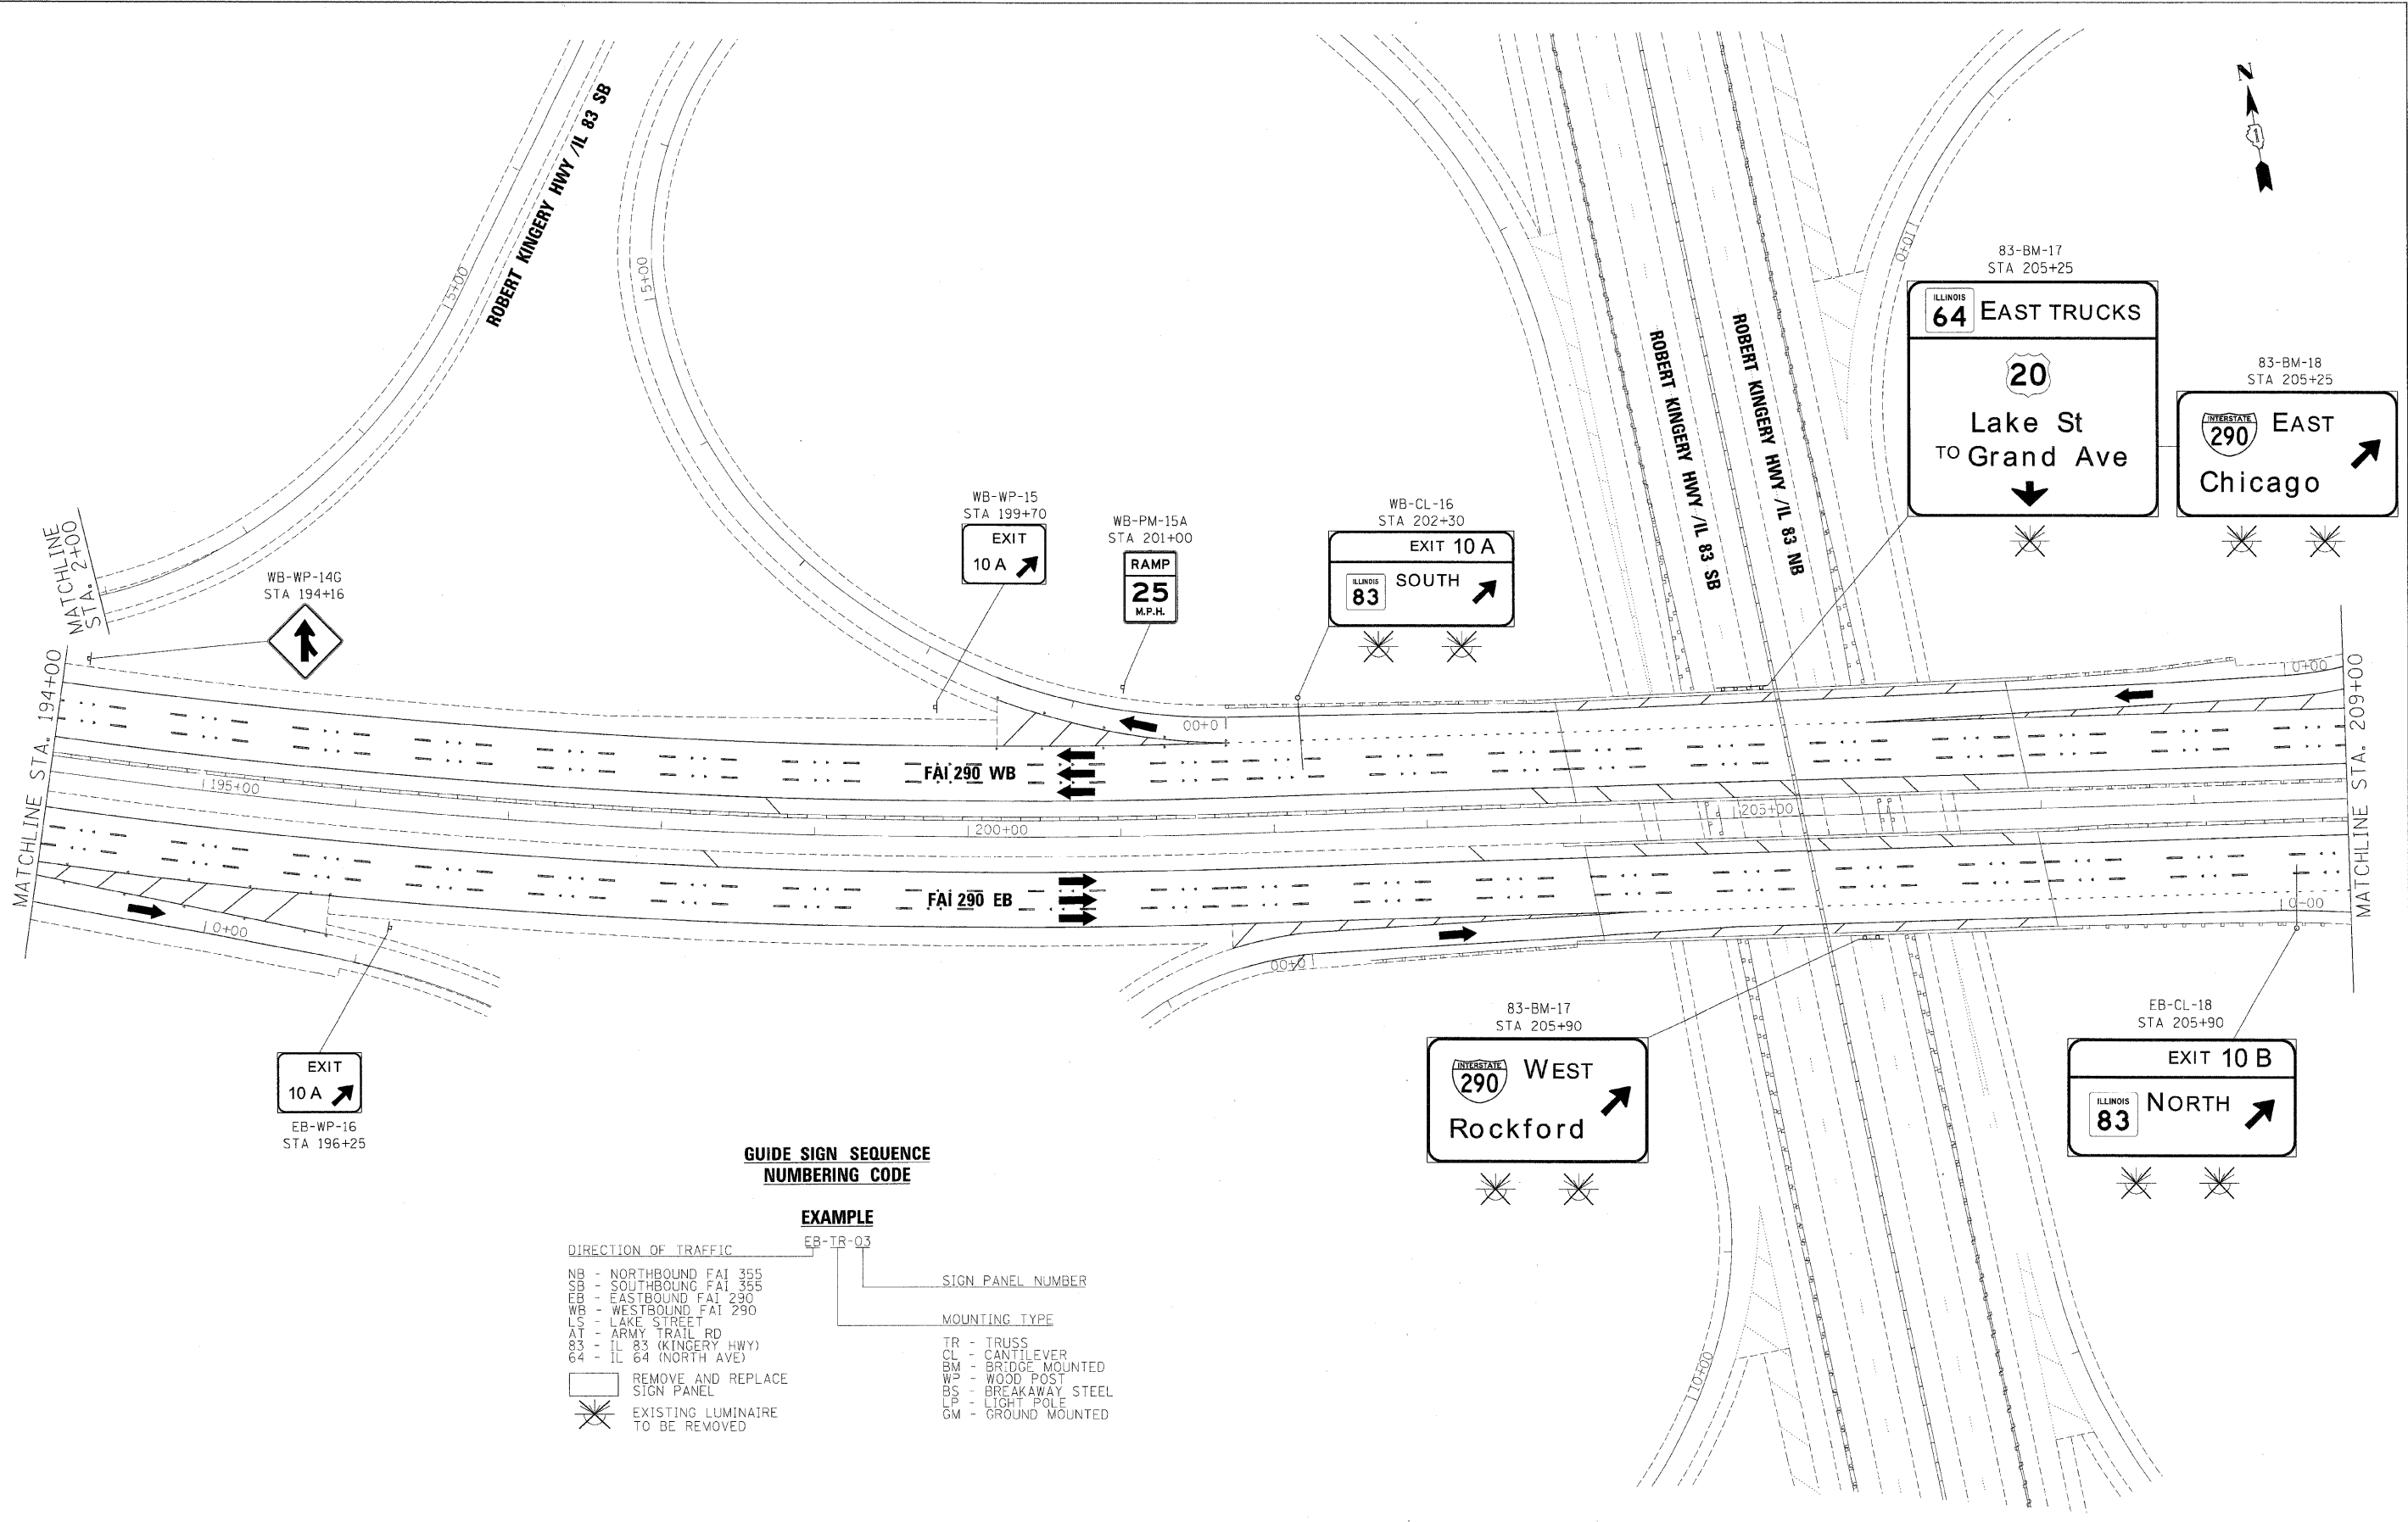 ROBERT KINGERY HWY /IL 83 SB
15+00
15+00
N
110+0
83-BM-17
STA 205+25
ILLINOIS
64 EAST TRUCKS
20
Lake St
TO Grand Ave
83-BM-18
STA 205+25
INTERSTATE
290 EAST
Chicago
ROBERT KINGERY HWY /IL 83 SB
ROBERT KINGERY HWY /IL 83 NB
WB-WP-15
STA 199+70
EXIT
10 A
WB-PM-15A
STA 201+00
RAMP
25
M.P.H.
WB-CL-16
STA 202+30
EXIT 10 A
ILLINOIS
83 SOUTH
MATCHLINE
STA. 2+00
WB-WP-14G
STA 194+16
MATCHLINE STA. 194+00
MATCHLINE STA. 209+00
10+00
00+0
FAI 290 WB
195+00
200+00
205+00
FAI 290 EB
10+00
00+0
10+00
EXIT
10 A
EB-WP-16
STA 196+25
83-BM-17
STA 205+90
INTERSTATE
290 WEST
Rockford
EB-CL-18
STA 205+90
EXIT 10 B
ILLINOIS
83 NORTH
110+00
GUIDE SIGN SEQUENCE
NUMBERING CODE
EXAMPLE
EB-TR-03
DIRECTION OF TRAFFIC
NB - NORTHBOUND FAI 355
SB - SOUTHBOUNG FAI 355
EB - EASTBOUND FAI 290
WB - WESTBOUND FAI 290
LS - LAKE STREET
AT - ARMY TRAIL RD
83 - IL 83 (KINGERY HWY)
64 - IL 64 (NORTH AVE)
REMOVE AND REPLACE
SIGN PANEL
EXISTING LUMINAIRE
TO BE REMOVED
SIGN PANEL NUMBER
MOUNTING TYPE
TR - TRUSS
CL - CANTILEVER
BM - BRIDGE MOUNTED
WP - WOOD POST
BS - BREAKAWAY STEEL
LP - LIGHT POLE
GM - GROUND MOUNTED